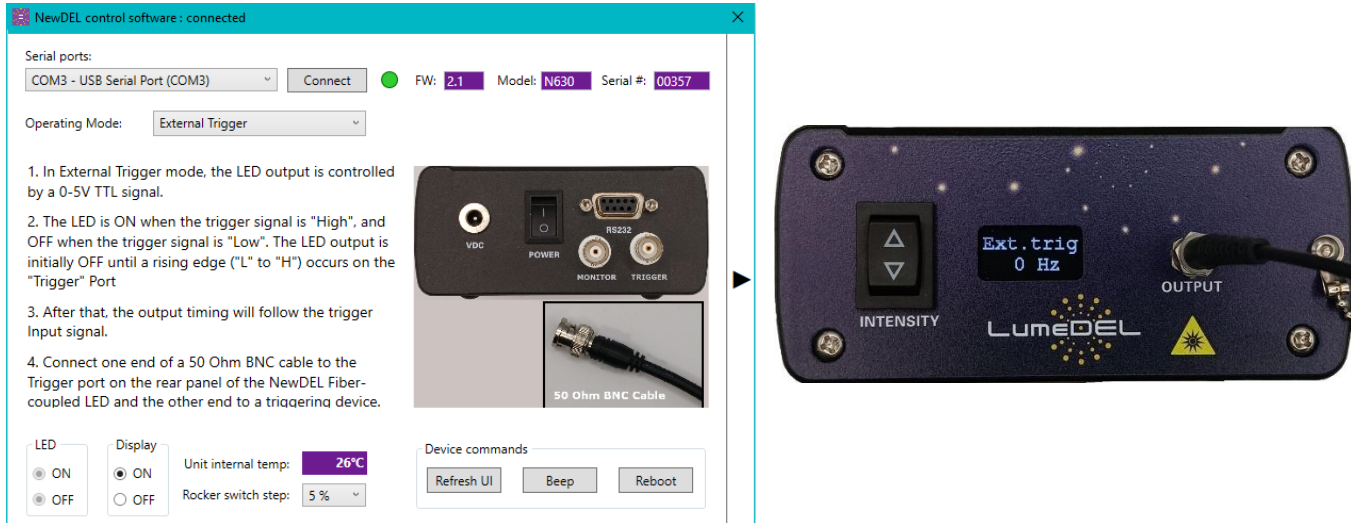 NewDEL control software : connected
Serial ports:
COM3 - USB Serial Port (COM3)
Connect
FW: 2.1 Model: N630 Serial #: 00357
Operating Mode: External Trigger
1. In External Trigger mode, the LED output is controlled
by a 0-5V TTL signal.
2. The LED is ON when the trigger signal is "High", and
OFF when the trigger signal is "Low". The LED output is
initially OFF until a rising edge ("L" to "H") occurs on the
"Trigger" Port
3. After that, the output timing will follow the trigger
Input signal.
4. Connect one end of a 50 Ohm BNC cable to the
Trigger port on the rear panel of the NewDEL Fiber-
coupled LED and the other end to a triggering device.
VDC
I
O
POWER
RS232
MONITOR TRIGGER
50 Ohm BNC Cable
LED
ON
OFF
Display
ON
OFF
Unit internal temp: 26°C
Rocker switch step: 5 %
Device commands
Refresh UI Beep Reboot
Ext.trig
0 Hz
INTENSITY
OUTPUT
LUMEDEL